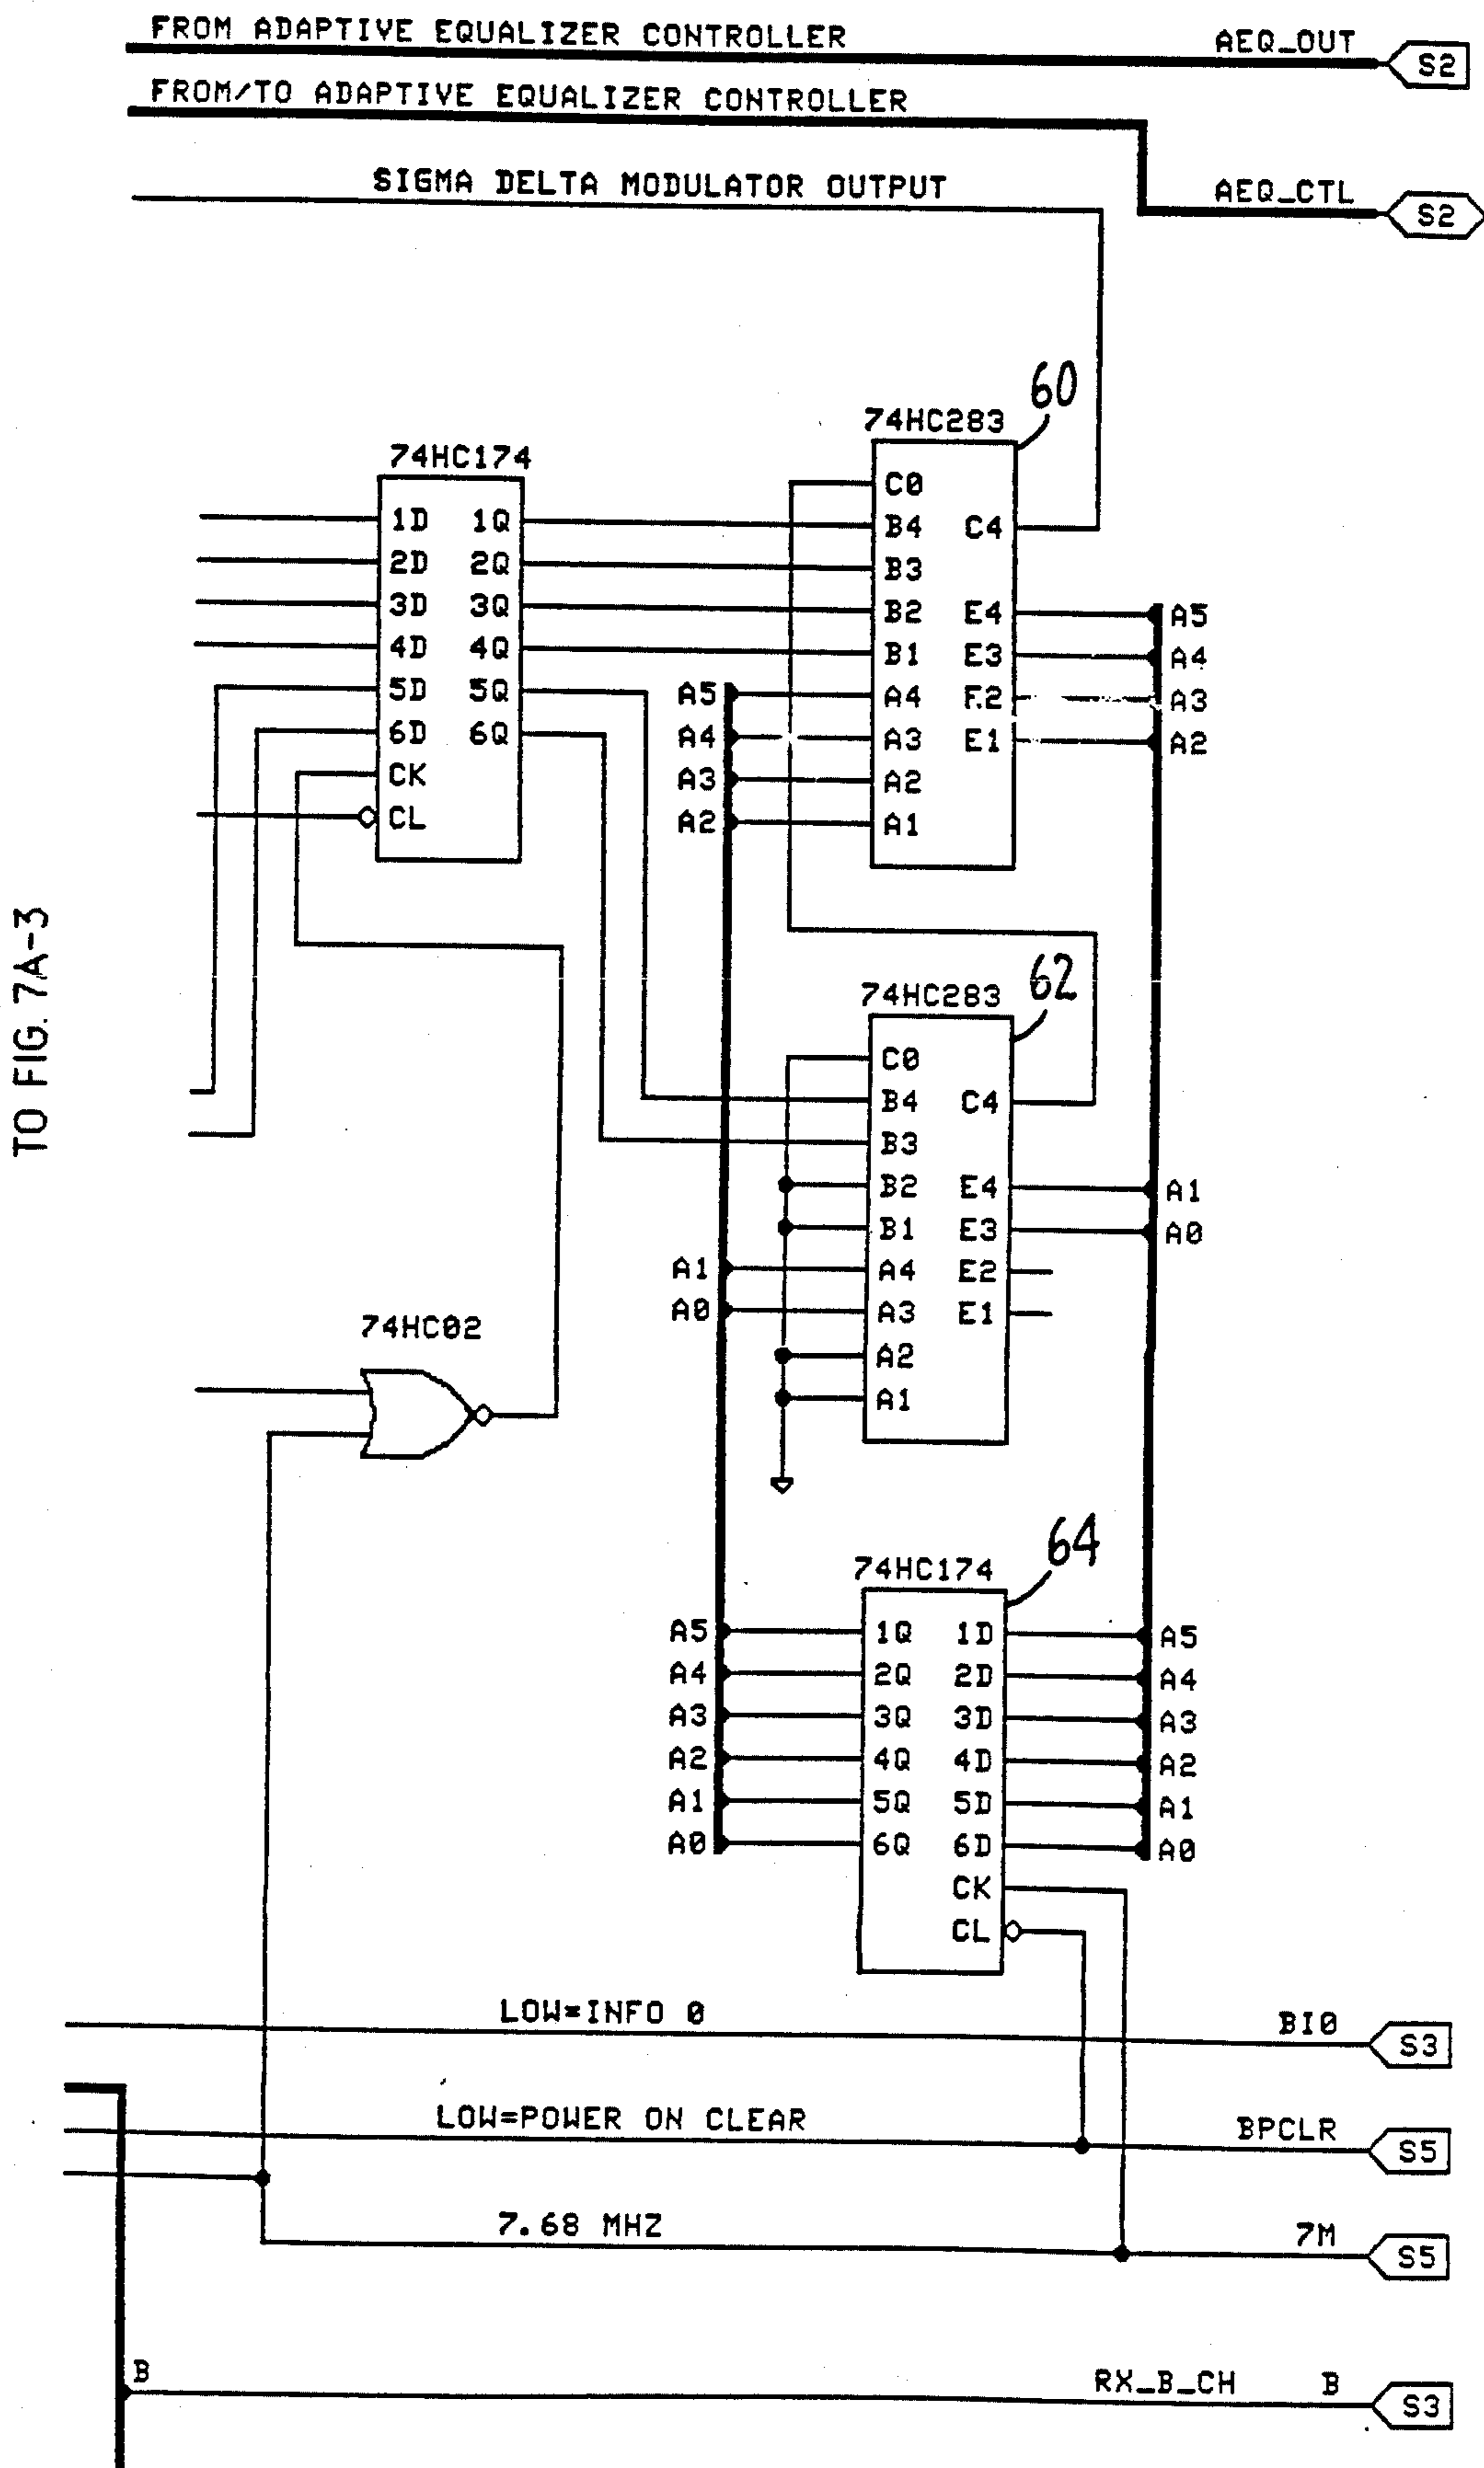 FROM ADAPTIVE EQUALIZER CONTROLLER AEQ_OUT S2
FROM/TO ADAPTIVE EQUALIZER CONTROLLER
SIGMA DELTA MODULATOR OUTPUT AEQ_CTL S2
60
74HC283
74HC174
C0
1D 1Q B4 C4
2D 2Q B3
3D 3Q B2 E4 A5
4D 4Q B1 E3 A4
5D 5Q A5 A4 E2 A3
6D 6Q A4 A3 E1 A2
CK A3 A2
CL A2 A1
TO FIG. 7A-3
62
74HC283
C0
B4 C4
B3
B2 E4 A1
B1 E3 A0
A1 A4 E2
A0 A3 E1
74HC02
A2
A1
64
74HC174
A5 1Q 1D A5
A4 2Q 2D A4
A3 3Q 3D A3
A2 4Q 4D A2
A1 5Q 5D A1
A0 6Q 6D A0
CK
CL
LOW=INFO 0 BI0 S3
LOW=POWER ON CLEAR BPCLR S5
7.68 MHZ 7M S5
B RX_B_CH B S3